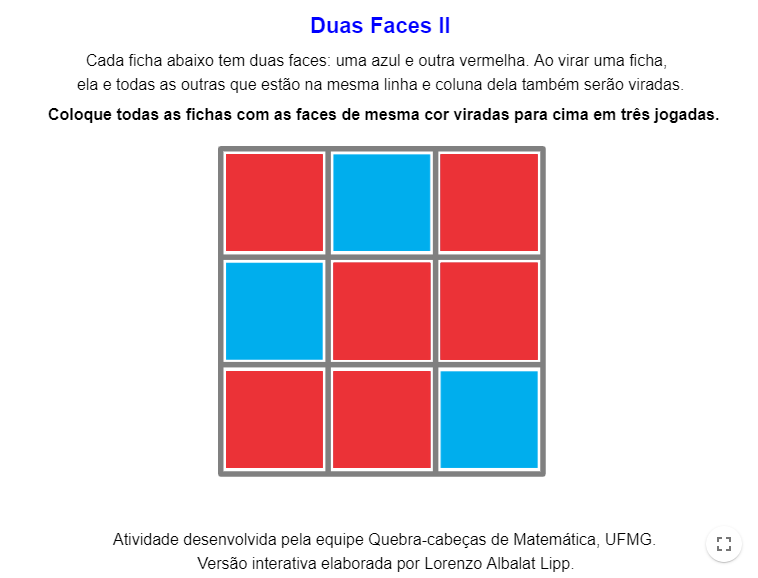 Duas Faces II
Cada ficha abaixo tem duas faces: uma azul e outra vermelha. Ao virar uma ficha,
ela e todas as outras que estão na mesma linha e coluna dela também serão viradas.
Coloque todas as fichas com as faces de mesma cor viradas para cima em três jogadas.
Atividade desenvolvida pela equipe Quebra-cabeças de Matemática, UFMG.
Versão interativa elaborada por Lorenzo Albalat Lipp.